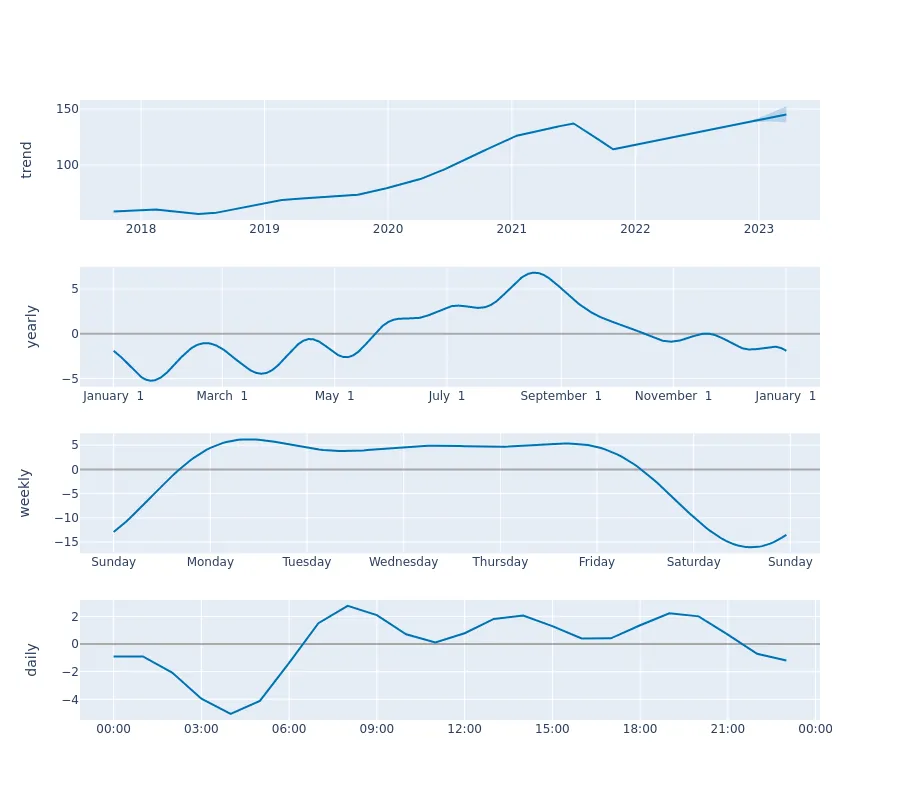 trend
150
100
2018 2019 2020 2021 2022 2023
yearly
5
0
−5
January 1 March 1 May 1 July 1 September 1 November 1 January 1
weekly
5
0
−5
−10
−15
Sunday Monday Tuesday Wednesday Thursday Friday Saturday Sunday
daily
2
0
−2
−4
00:00 03:00 06:00 09:00 12:00 15:00 18:00 21:00 00:00